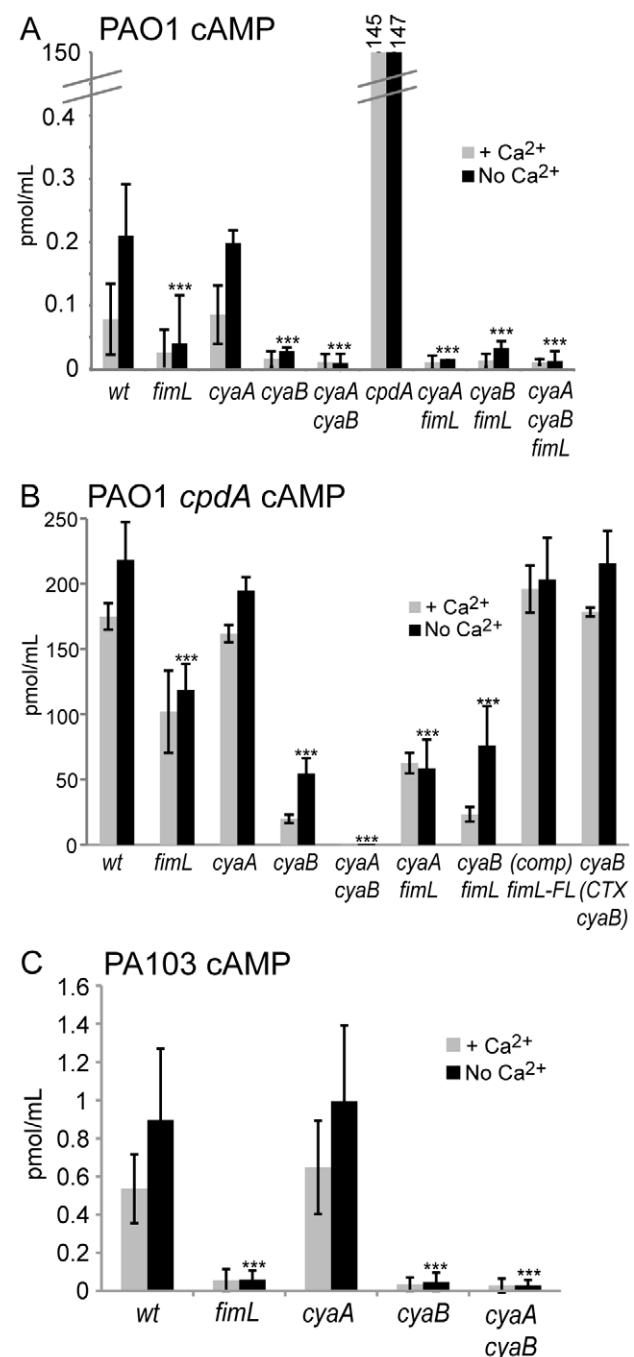 A PAO1 cAMP
145
147
150
0.4
0.3
0.2
0.1
0
pmol/mL
+ Ca²⁺
No Ca²⁺
***
***
***
***
***
***
wt fimL cyaA cyaB cyaA cpdA cyaA cyaB cyaA
cyaB fimL fimL cyaB
fimL
B PAO1 cpdA cAMP
250
200
150
100
50
0
pmol/mL
+ Ca²⁺
No Ca²⁺
***
***
***
***
***
wt fimL cyaA cyaB cyaA cyaA cyaB (comp) cyaB
cyaB fimL fimL fimL-FL (CTX
cyaB)
C PA103 cAMP
1.6
1.4
1.2
1
0.8
0.6
0.4
0.2
0
pmol/mL
+ Ca²⁺
No Ca²⁺
***
***
***
wt fimL cyaA cyaB cyaA
cyaB